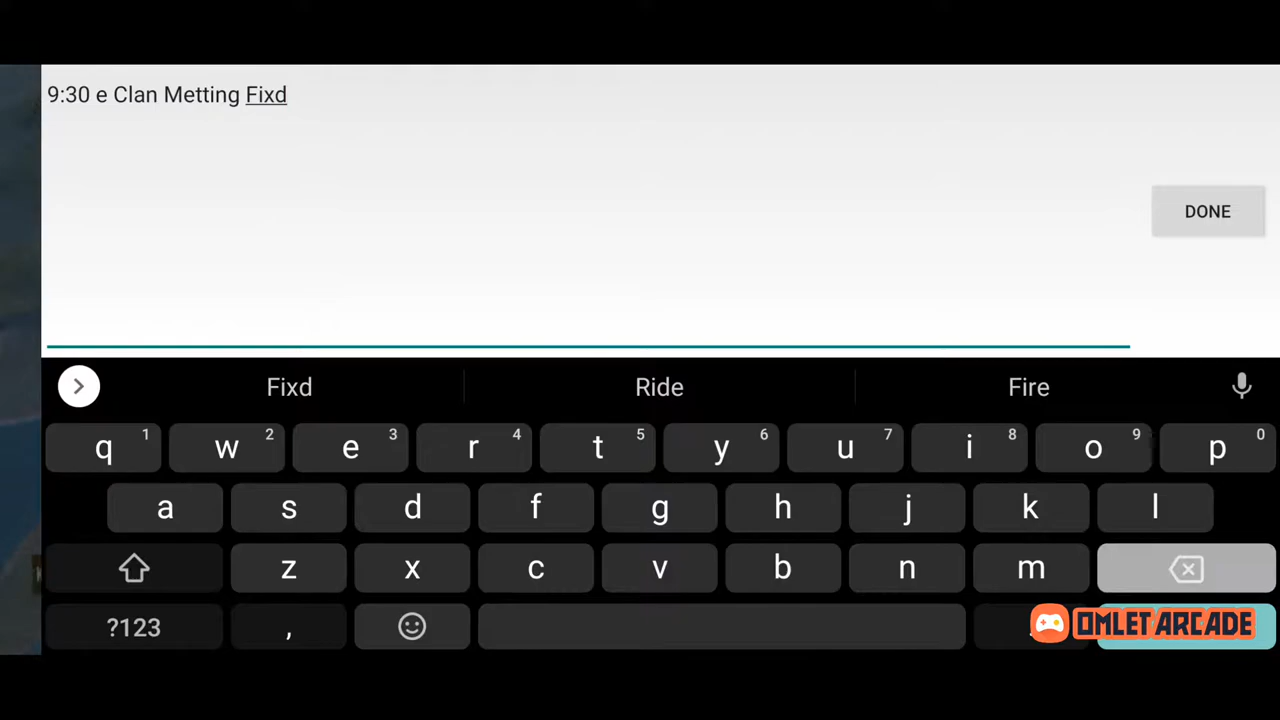 9:30 e Clan Metting Fixd
DONE
Fixd Ride Fire
q 1 w 2 e 3 r 4 t 5 y 6 u 7 i 8 o 9 p 0
a s d f g h j k l
z x c v b n m
?123 ,
OMLET ARCADE